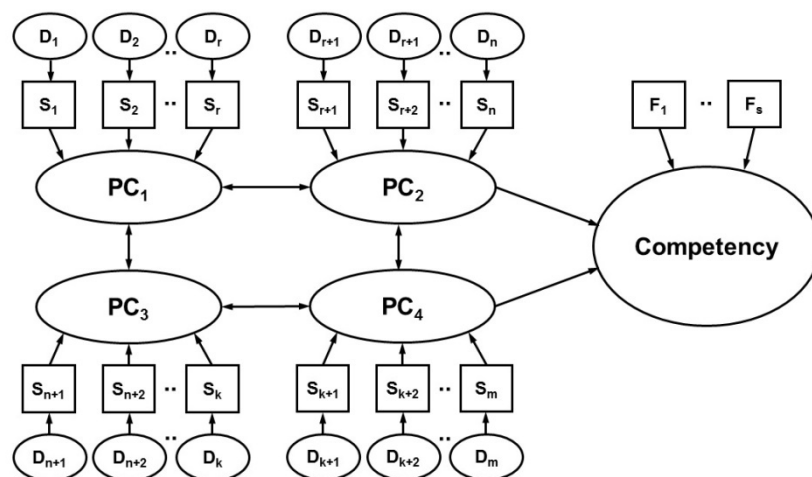 D₁ D₂ .. Dᵣ Dᵣ₊₁ Dᵣ₊₁ .. Dₙ
S₁ S₂ .. Sᵣ Sᵣ₊₁ Sᵣ₊₂ .. Sₙ F₁ .. Fₛ
PC₁ PC₂
Competency
PC₃ PC₄
Sₙ₊₁ Sₙ₊₂ .. Sₖ Sₖ₊₁ Sₖ₊₂ .. Sₘ
Dₙ₊₁ Dₙ₊₂ .. Dₖ Dₖ₊₁ Dₖ₊₂ .. Dₘ